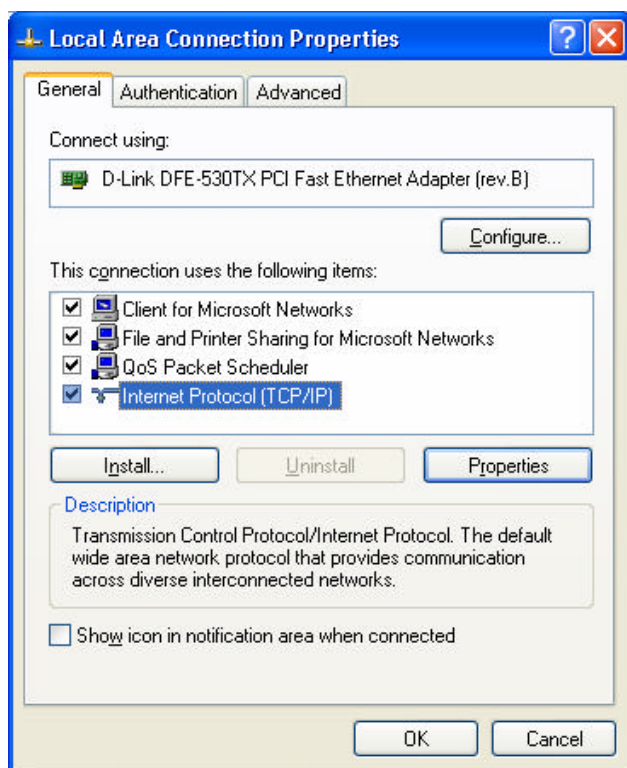 Local Area Connection Properties
General Authentication Advanced
Connect using:
D-Link DFE-530TX PCI Fast Ethernet Adapter (rev.B)
Configure...
This connection uses the following items:
Client for Microsoft Networks
File and Printer Sharing for Microsoft Networks
QoS Packet Scheduler
Internet Protocol (TCP/IP)
Install... Uninstall Properties
Description
Transmission Control Protocol/Internet Protocol. The default
wide area network protocol that provides communication
across diverse interconnected networks.
Show icon in notification area when connected
OK Cancel